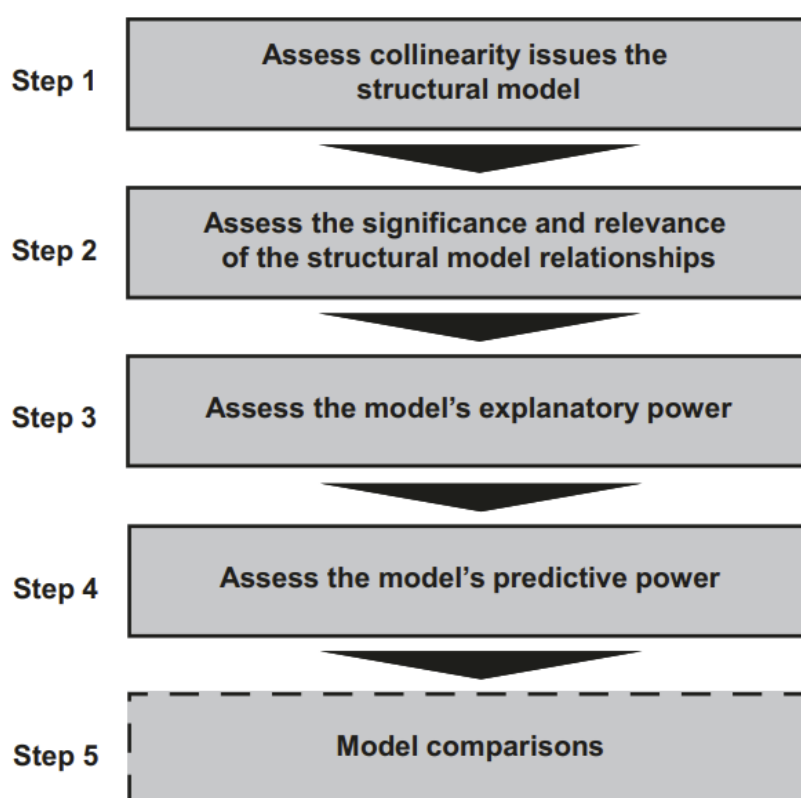 Step 1
Assess collinearity issues the
structural model
Step 2
Assess the significance and relevance
of the structural model relationships
Step 3
Assess the model's explanatory power
Step 4
Assess the model's predictive power
Step 5
Model comparisons